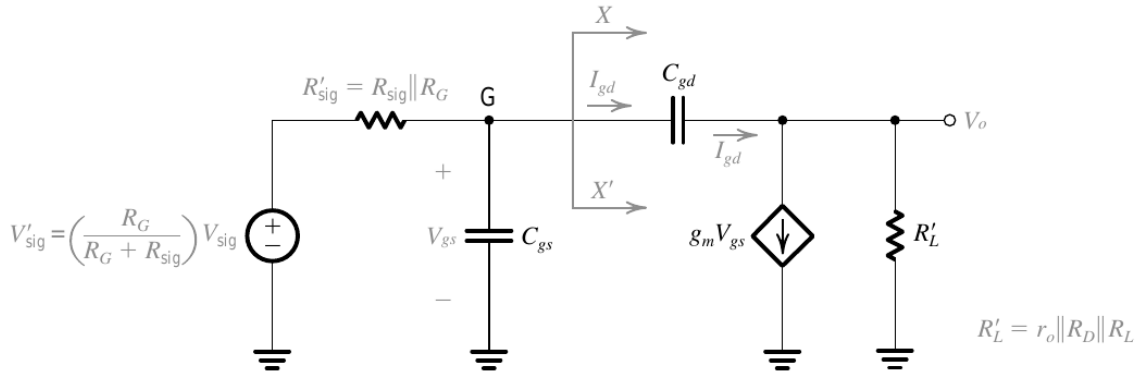 X
I_gd
C_gd
R′_sig = R_sig∥R_G
G
V_o
I_gd
+
X′
V′_sig = (R_G / (R_G + R_sig)) V_sig
+
−
V_gs
C_gs
g_m V_gs
R′_L
−
R′_L = r_o∥R_D∥R_L